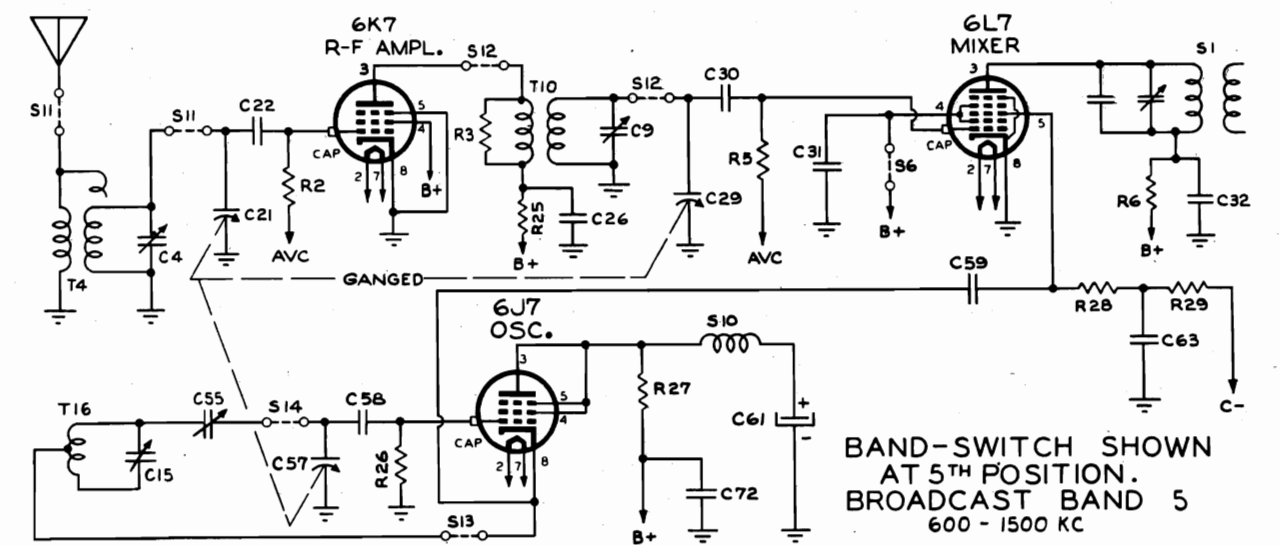 6K7
R-F AMPL.
6L7
MIXER
S1
S12
3
T10
S12
C30
3
S11
S11
C22
5
4
CAP
R3
C9
4
5
CAP
C31
S6
2
7
8
B+
R2
R5
2
7
8
R6
C32
C21
C29
R25
C26
C4
AVC
B+
AVC
B+
B+
T4
GANGED
C59
6J7
OSC.
S10
R28
R29
3
C63
T16
C55
S14
C58
5
4
R27
C61
+
-
C-
CAP
C15
C57
R26
2
7
8
C72
BAND-SWITCH SHOWN
AT 5TH POSITION.
BROADCAST BAND 5
600 - 1500 KC
S13
B+